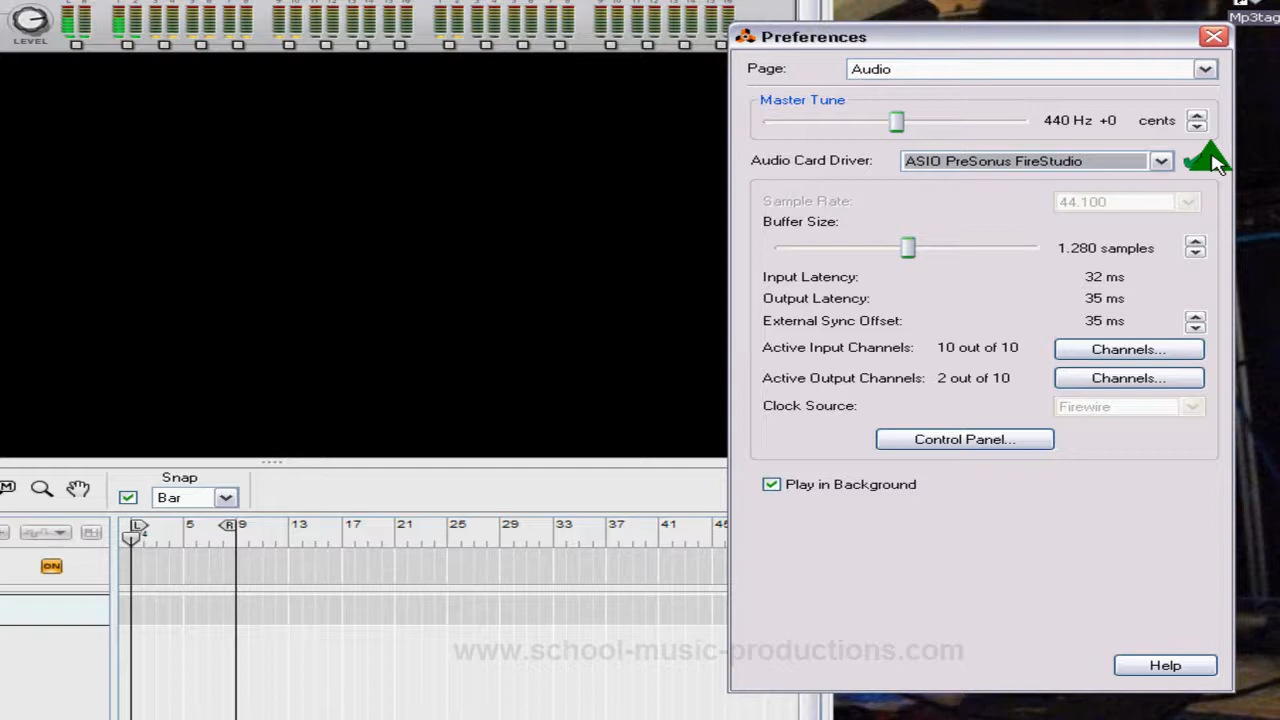 LEVEL
Mp3tag
Preferences
Page:
Audio
Master Tune
440 Hz +0 cents
Audio Card Driver:
ASIO PreSonus FireStudio
Sample Rate:
44.100
Buffer Size:
1.280 samples
Input Latency:
32 ms
Output Latency:
35 ms
External Sync Offset:
35 ms
Active Input Channels:
10 out of 10
Channels...
Active Output Channels:
2 out of 10
Channels...
Clock Source:
Firewire
Control Panel...
Play in Background
Help
Snap
Bar
L 4 5 R 9 13 17 21 25 29 33 37 41
ON
www.school-music-productions.com